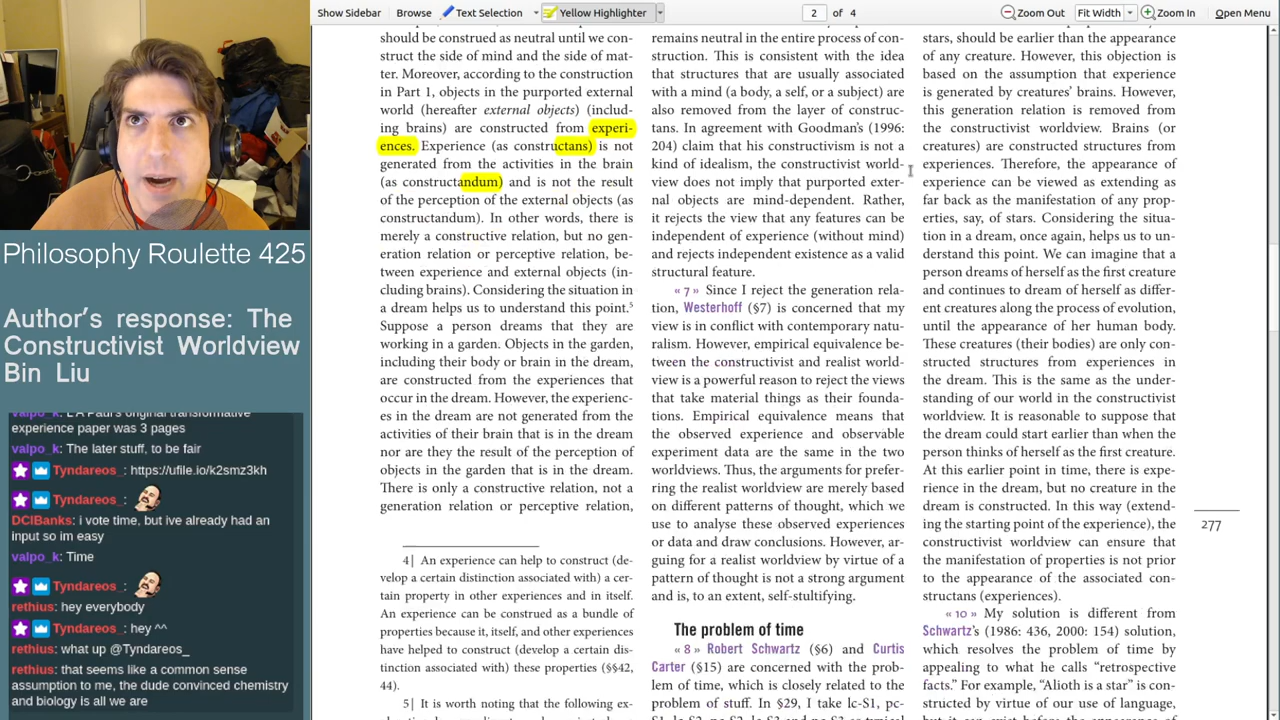 Show Sidebar Browse Text Selection Yellow Highlighter 2 of 4 Zoom Out Fit Width Zoom In Open Menu
Philosophy Roulette 425
Author's response: The
Constructivist Worldview
Bin Liu
valpo_k: L A Paul's original transformative
experience paper was 3 pages
valpo_k: The later stuff, to be fair
Tyndareos_: https://ufile.io/k2smz3kh
Tyndareos_:
DCIBanks: i vote time, but ive already had an
input so im easy
valpo_k: Time
Tyndareos_:
rethius: hey everybody
Tyndareos_: hey ^^
rethius: what up @Tyndareos_
rethius: that seems like a common sense
assumption to me, the dude convinced chemistry
and biology is all we are
should be construed as neutral until we con-
struct the side of mind and the side of mat-
ter. Moreover, according to the construction
in Part 1, objects in the purported external
world (hereafter external objects) (includ-
ing brains) are constructed from experi-
ences. Experience (as constructans) is not
generated from the activities in the brain
(as constructandum) and is not the result
of the perception of the external objects (as
constructandum). In other words, there is
merely a constructive relation, but no gen-
eration relation or perceptive relation, be-
tween experience and external objects (in-
cluding brains). Considering the situation in
a dream helps us to understand this point.5
Suppose a person dreams that they are
working in a garden. Objects in the garden,
including their body or brain in the dream,
are constructed from the experiences that
occur in the dream. However, the experienc-
es in the dream are not generated from the
activities of their brain that is in the dream
nor are they the result of the perception of
objects in the garden that is in the dream.
There is only a constructive relation, not a
generation relation or perceptive relation,
4| An experience can help to construct (de-
velop a certain distinction associated with) a cer-
tain property in other experiences and in itself.
An experience can be construed as a bundle of
properties because it, itself, and other experiences
have helped to construct (develop a certain dis-
tinction associated with) these properties (§§42,
44).
5| It is worth noting that the following ex-
remains neutral in the entire process of con-
struction. This is consistent with the idea
that structures that are usually associated
with a mind (a body, a self, or a subject) are
also removed from the layer of construc-
tans. In agreement with Goodman's (1996:
204) claim that his constructivism is not a
kind of idealism, the constructivist world-
view does not imply that purported exter-
nal objects are mind-dependent. Rather,
it rejects the view that any features can be
independent of experience (without mind)
and rejects independent existence as a valid
structural feature.
« 7 » Since I reject the generation rela-
tion, Westerhoff (§7) is concerned that my
view is in conflict with contemporary natu-
ralism. However, empirical equivalence be-
tween the constructivist and realist world-
view is a powerful reason to reject the views
that take material things as their founda-
tions. Empirical equivalence means that
the observed experience and observable
experiment data are the same in the two
worldviews. Thus, the arguments for prefer-
ring the realist worldview are merely based
on different patterns of thought, which we
use to analyse these observed experiences
or data and draw conclusions. However, ar-
guing for a realist worldview by virtue of a
pattern of thought is not a strong argument
and is, to an extent, self-stultifying.
The problem of time
« 8 » Robert Schwartz (§6) and Curtis
Carter (§15) are concerned with the prob-
lem of time, which is closely related to the
problem of stuff. In §29, I take lc-S1, pc-
stars, should be earlier than the appearance
of any creature. However, this objection is
based on the assumption that experience
is generated by creatures' brains. However,
this generation relation is removed from
the constructivist worldview. Brains (or
creatures) are constructed structures from
experiences. Therefore, the appearance of
experience can be viewed as extending as
far back as the manifestation of any prop-
erties, say, of stars. Considering the situa-
tion in a dream, once again, helps us to un-
derstand this point. We can imagine that a
person dreams of herself as the first creature
and continues to dream of herself as differ-
ent creatures along the process of evolution,
until the appearance of her human body.
These creatures (their bodies) are only con-
structed structures from experiences in
the dream. This is the same as the under-
standing of our world in the constructivist
worldview. It is reasonable to suppose that
the dream could start earlier than when the
person thinks of herself as the first creature.
At this earlier point in time, there is expe-
rience in the dream, but no creature in the
dream is constructed. In this way (extend-
ing the starting point of the experience), the
constructivist worldview can ensure that
the manifestation of properties is not prior
to the appearance of the associated con-
structans (experiences).
« 10 » My solution is different from
Schwartz's (1986: 436, 2000: 154) solution,
which resolves the problem of time by
appealing to what he calls "retrospective
facts." For example, "Alioth is a star" is con-
structed by virtue of our use of language,
277